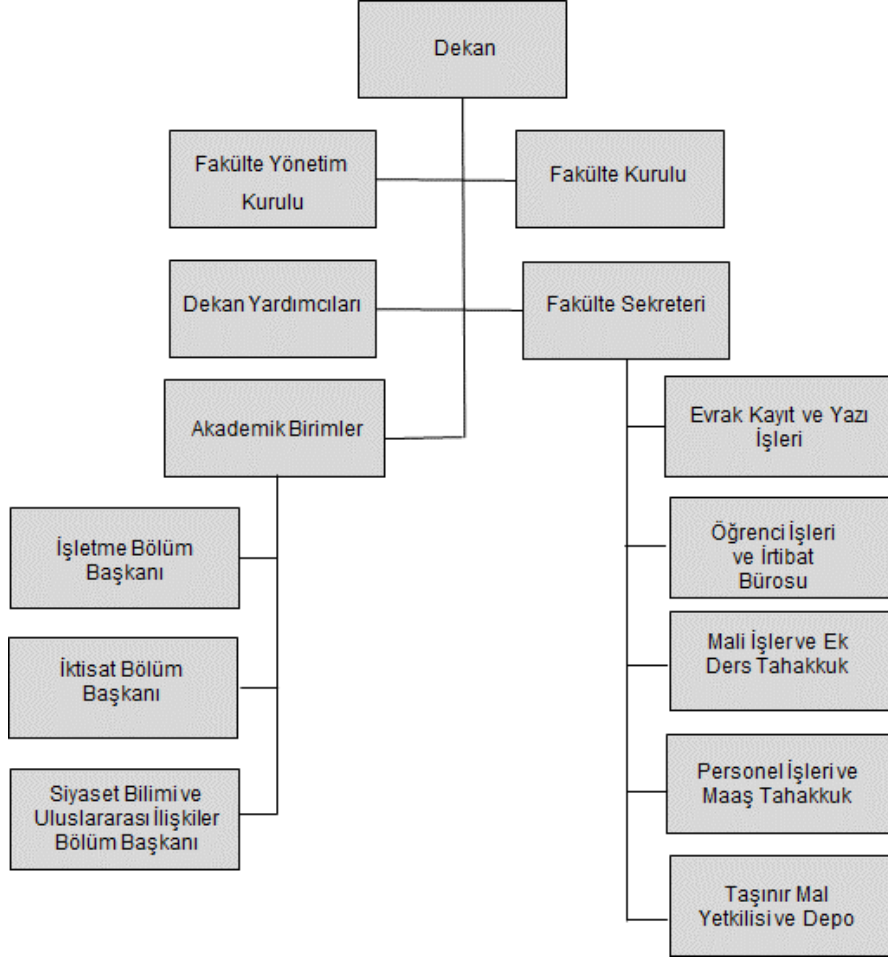 Dekan
Fakülte Yönetim
Kurulu
Fakülte Kurulu
Dekan Yardımcıları
Fakülte Sekreteri
Akademik Birimler
Evrak Kayıt ve Yazı
İşleri
İşletme Bölüm
Başkanı
Öğrenci İşleri
ve İrtibat
Bürosu
İktisat Bölüm
Başkanı
Mali İşler ve Ek
Ders Tahakkuk
Siyaset Bilimi ve
Uluslararası İlişkiler
Bölüm Başkanı
Personel İşleri ve
Maaş Tahakkuk
Taşınır Mal
Yetkilisi ve Depo